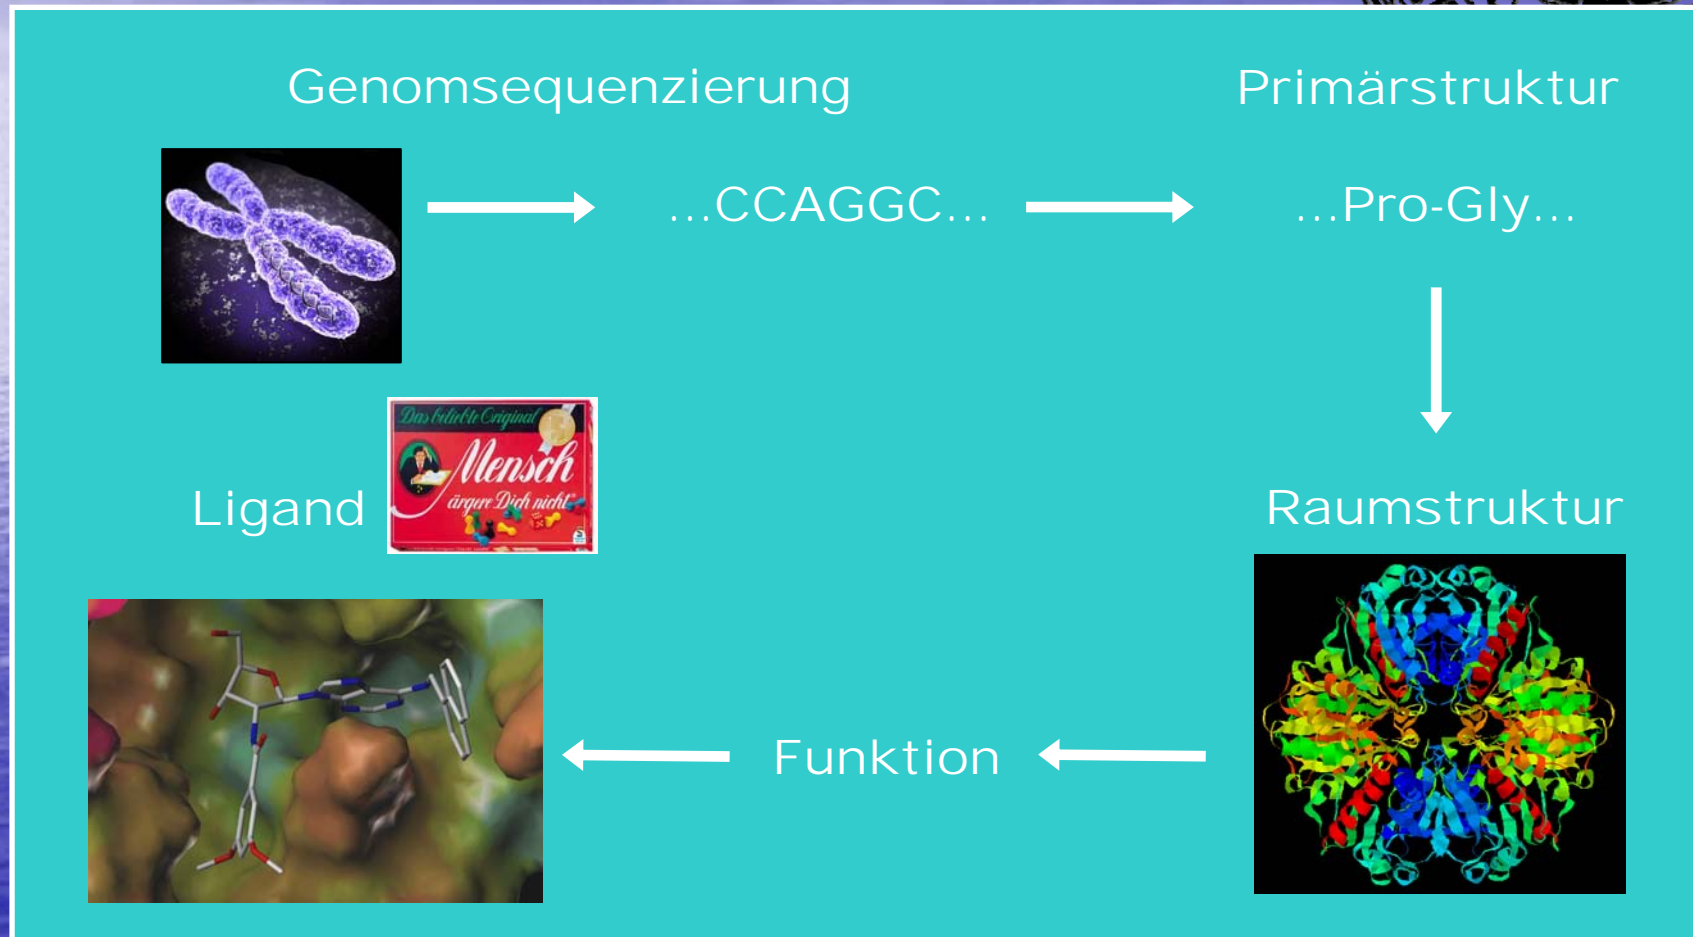 Genomsequenzierung
Primärstruktur
...CCAGGC...
...Pro-Gly...
Das beliebte Original
Mensch
ärgere Dich nicht®
Ligand
Raumstruktur
Funktion